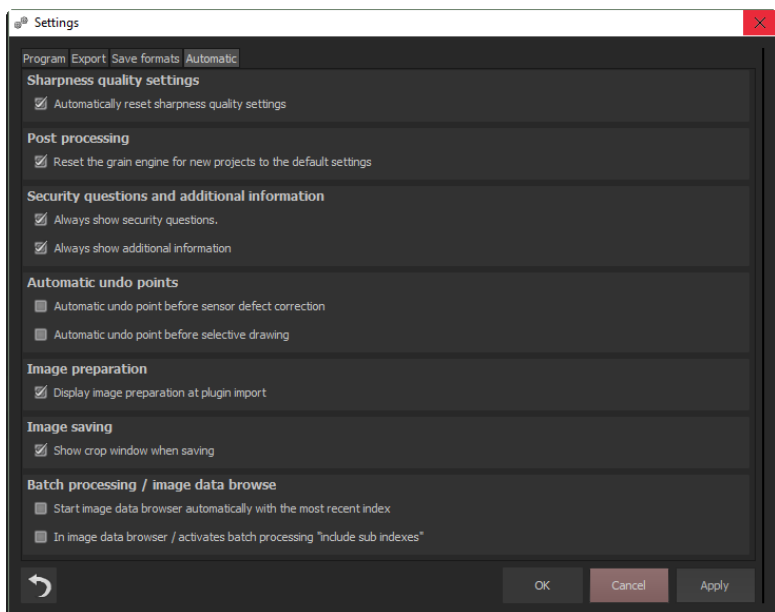 Settings
Program Export Save formats Automatic
Sharpness quality settings
Automatically reset sharpness quality settings
Post processing
Reset the grain engine for new projects to the default settings
Security questions and additional information
Always show security questions.
Always show additional information
Automatic undo points
Automatic undo point before sensor defect correction
Automatic undo point before selective drawing
Image preparation
Display image preparation at plugin import
Image saving
Show crop window when saving
Batch processing / image data browse
Start image data browser automatically with the most recent index
In image data browser / activates batch processing "include sub indexes"
OK Cancel Apply